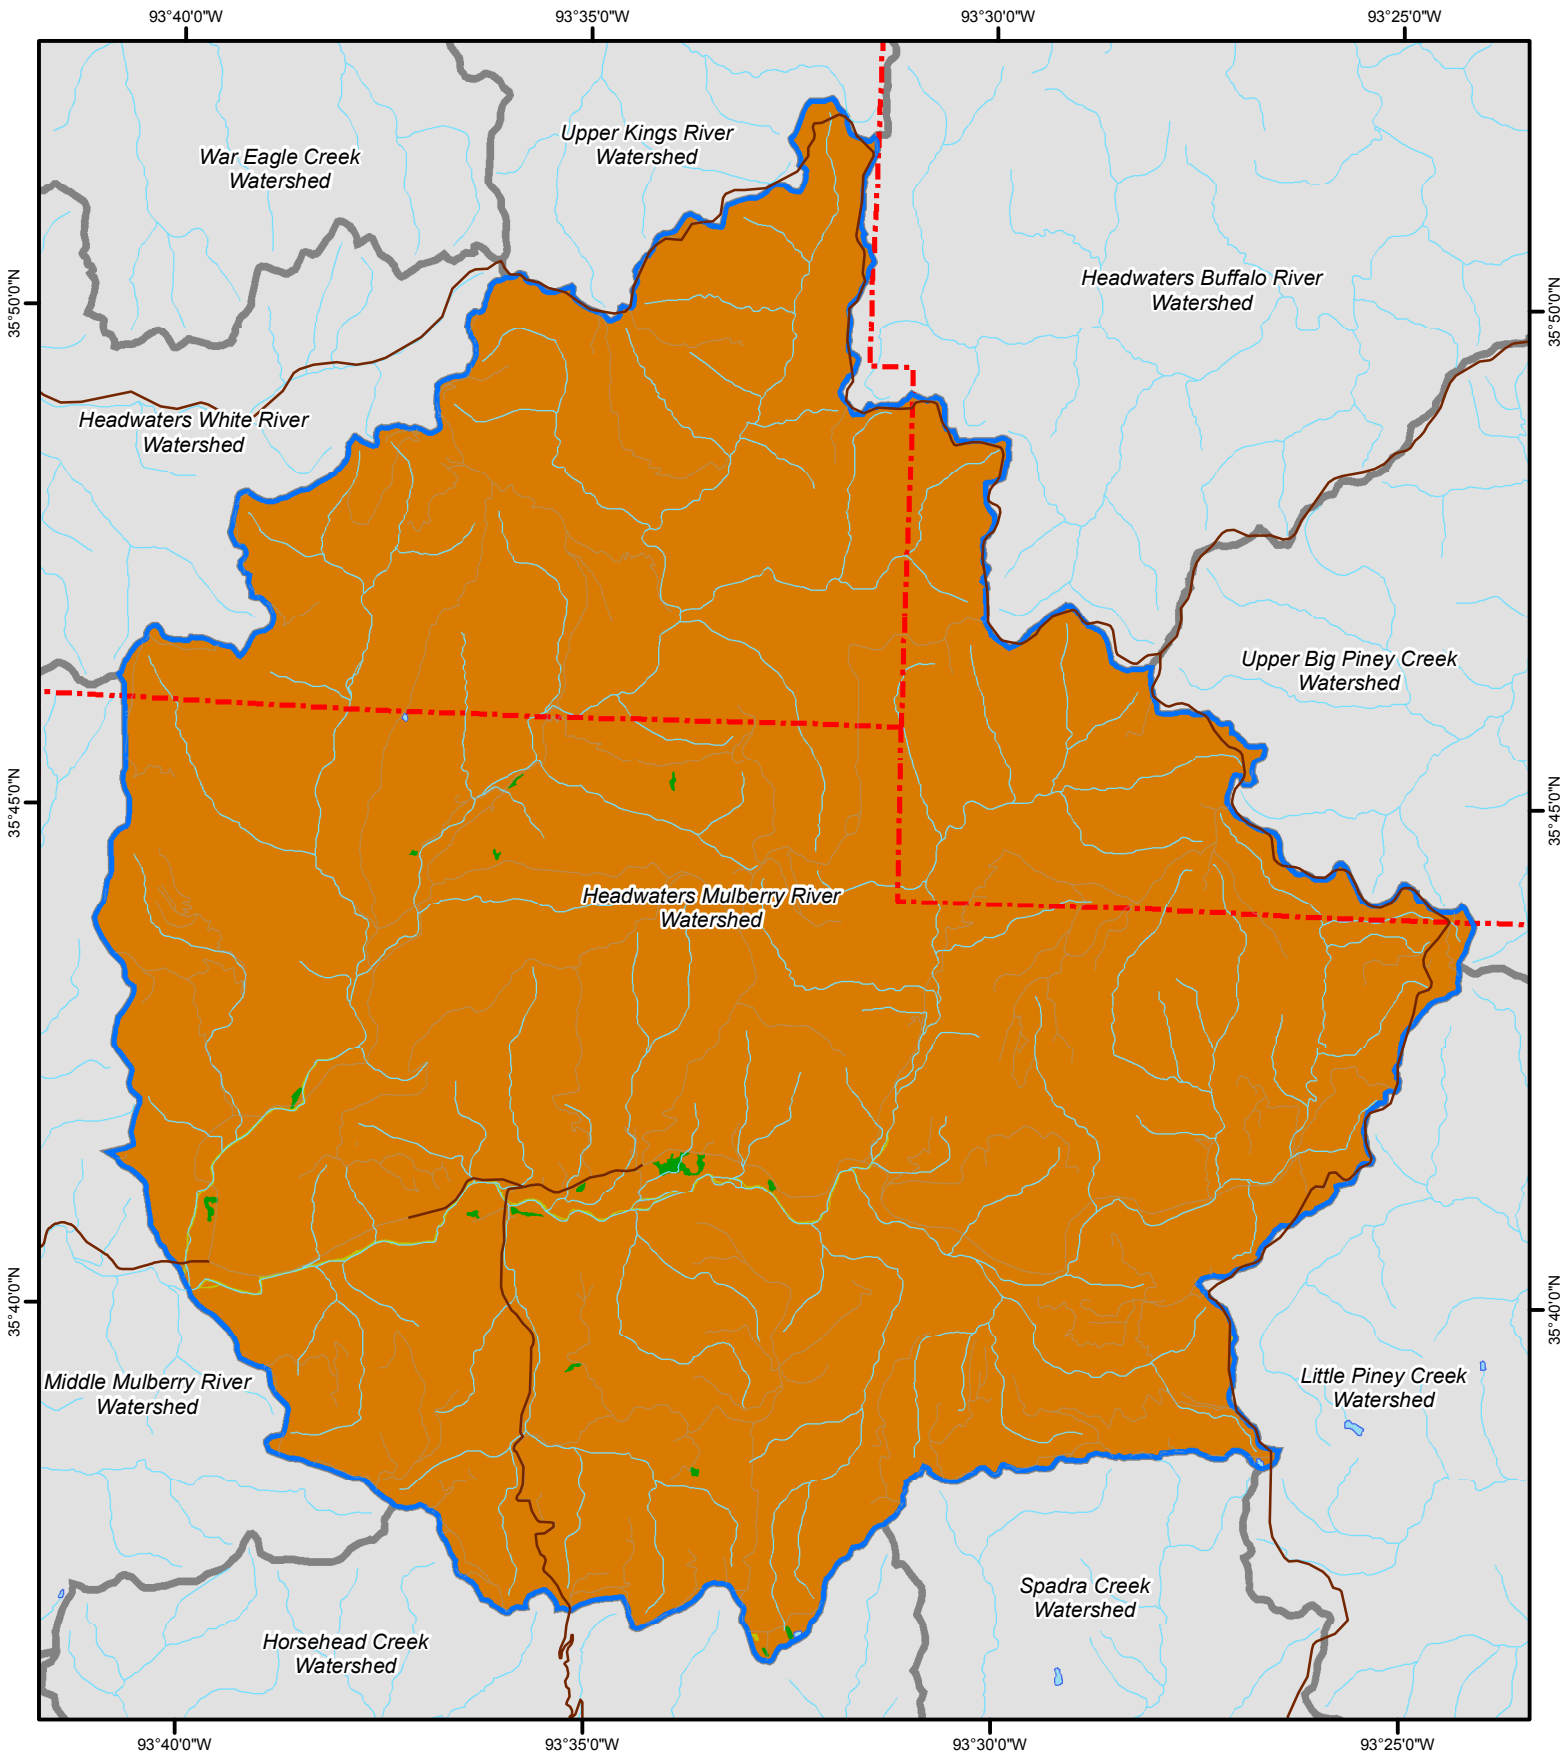 93°40'0"W
93°35'0"W
93°30'0"W
93°25'0"W
Upper Kings River
Watershed
War Eagle Creek
Watershed
Headwaters Buffalo River
Watershed
35°50'0"N
35°50'0"N
Headwaters White River
Watershed
Upper Big Piney Creek
Watershed
35°45'0"N
35°45'0"N
Headwaters Mulberry River
Watershed
35°40'0"N
35°40'0"N
Middle Mulberry River
Watershed
Little Piney Creek
Watershed
Spadra Creek
Watershed
Horsehead Creek
Watershed
93°40'0"W
93°35'0"W
93°30'0"W
93°25'0"W